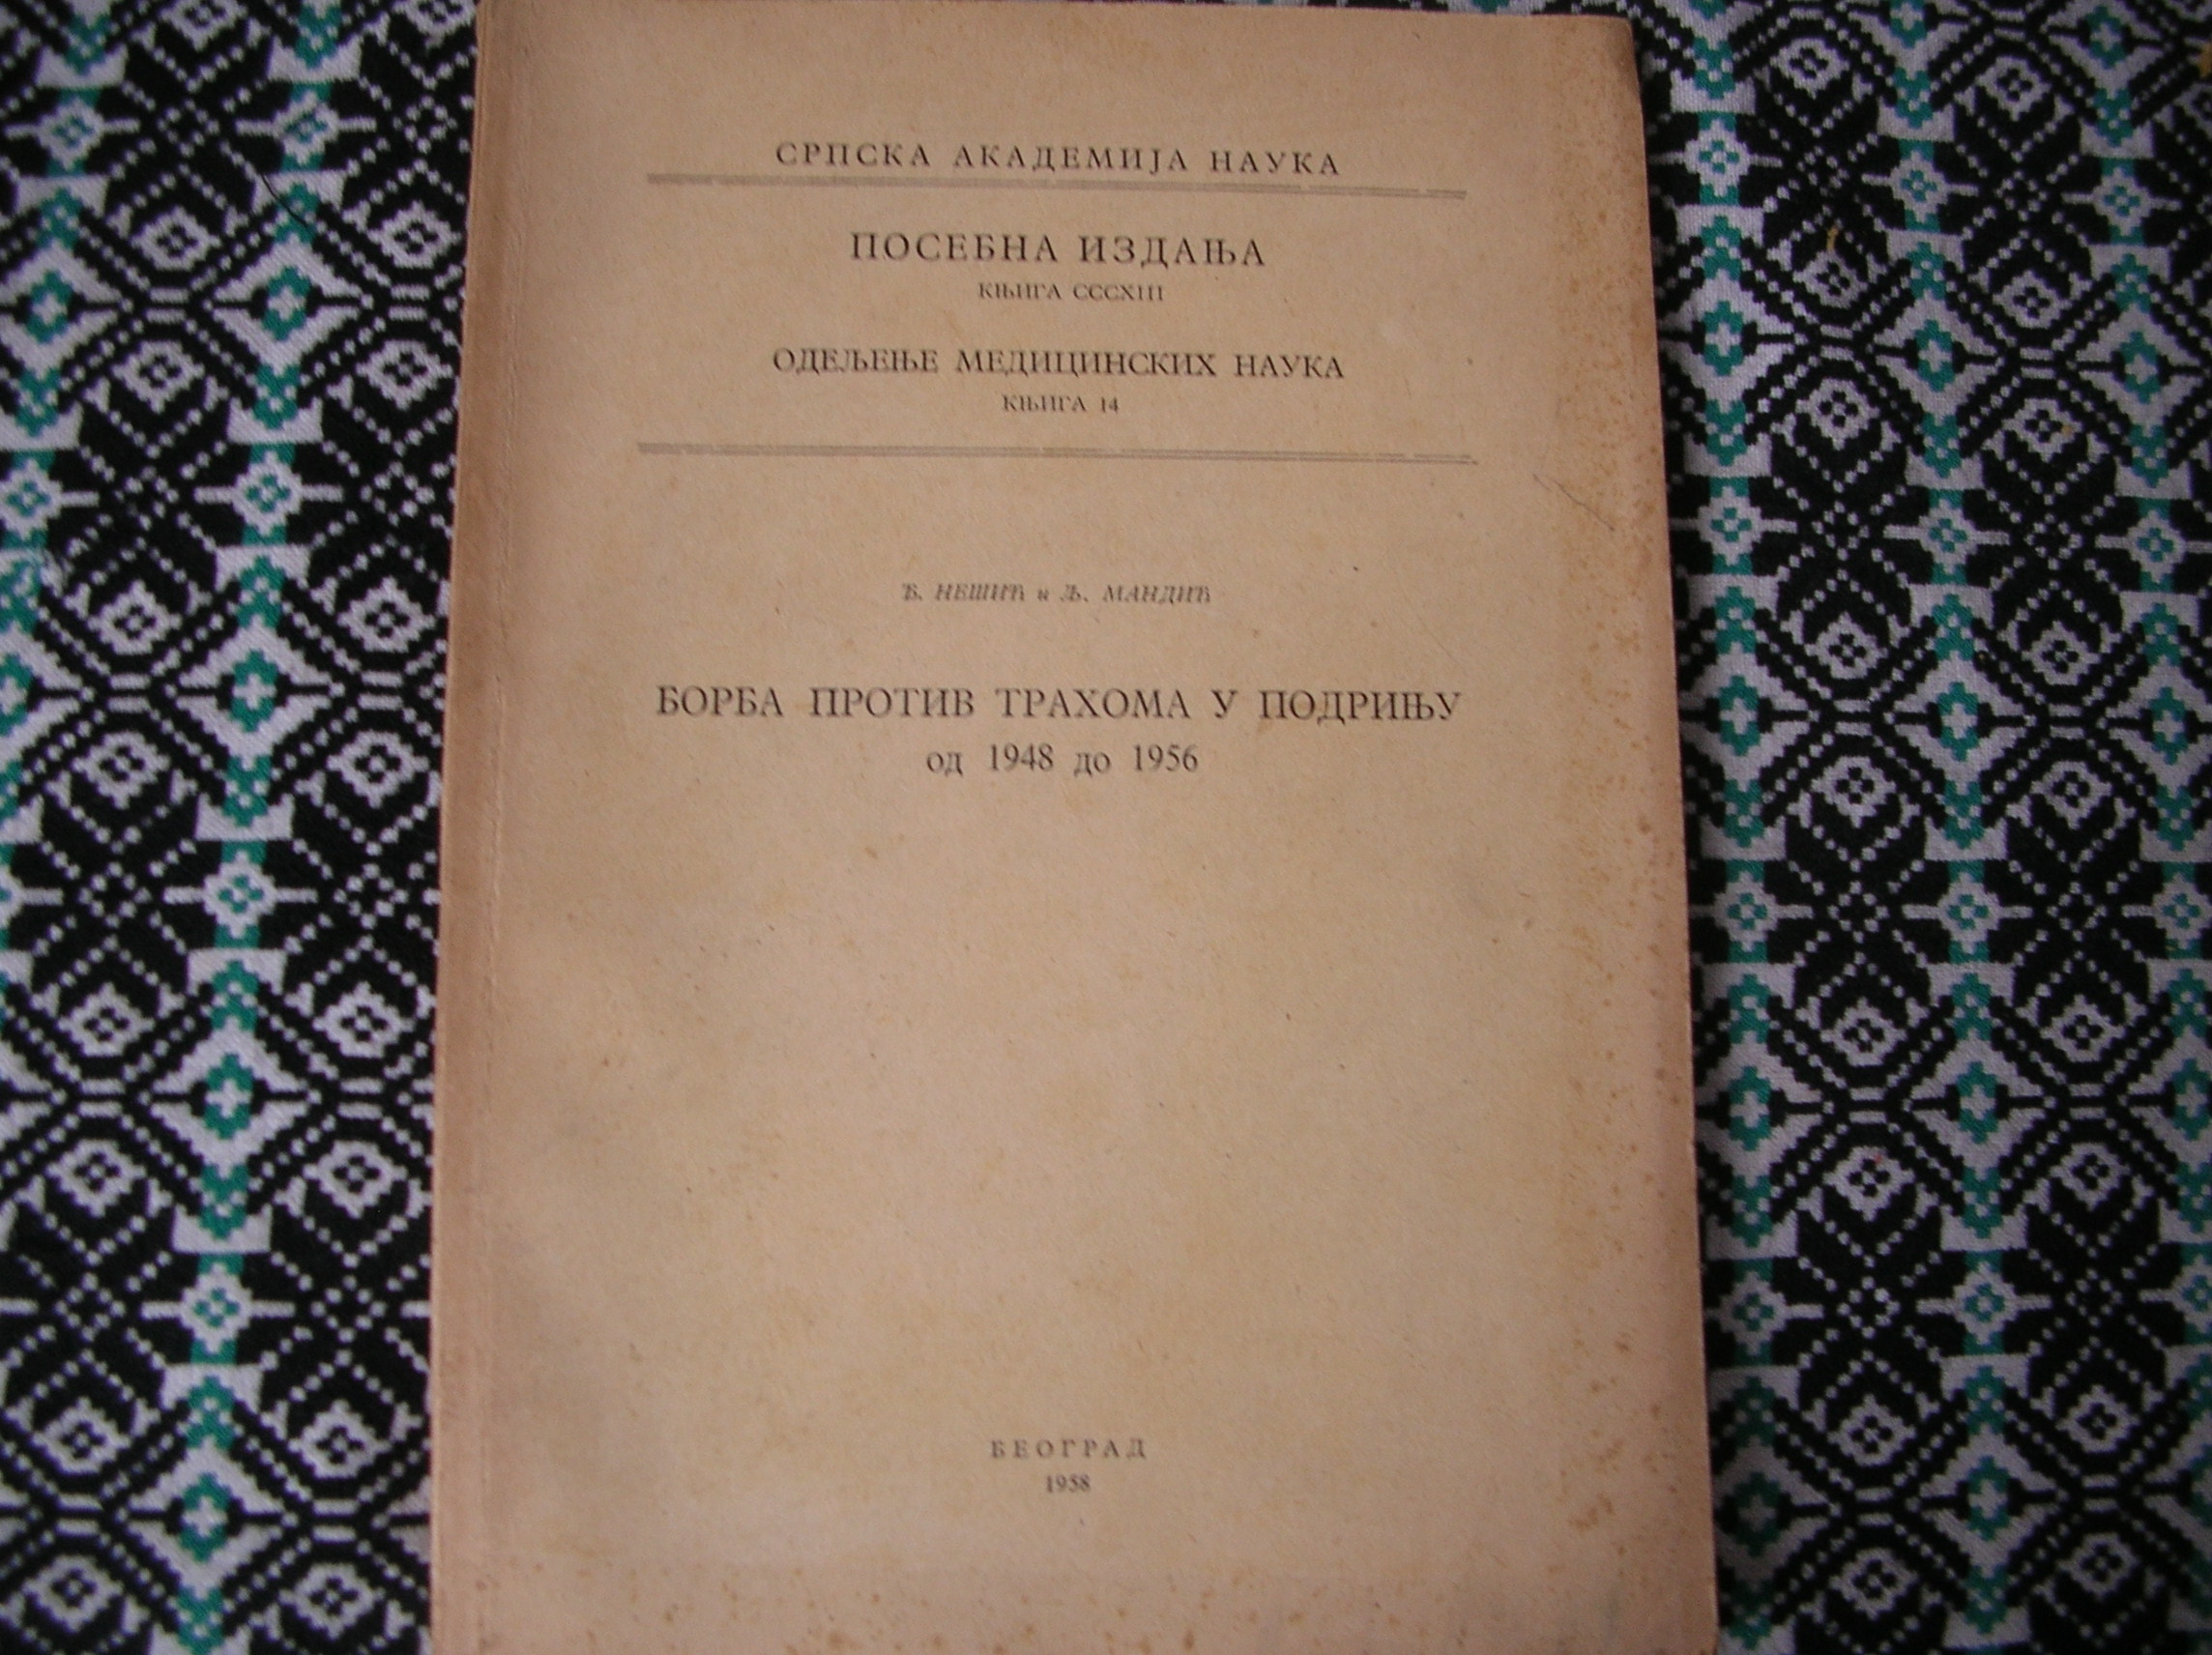 СРПСКА АКАДЕМИЈА НАУКА
ПОСЕБНА ИЗДАЊА
КЊИГА CCCXIII
ОДЕЉЕЊЕ МЕДИЦИНСКИХ НАУКА
КЊИГА 14
Ђ. НЕШИЋ и Љ. МАНДИЋ
БОРБА ПРОТИВ ТРАХОМА У ПОДРИЊУ
од 1948 до 1956
БЕОГРАД
1958